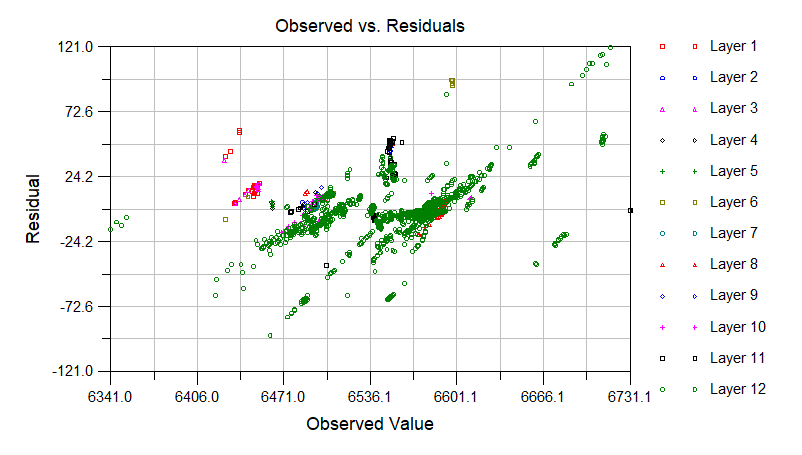 Observed vs. Residuals
121.0
72.6
24.2
-24.2
-72.6
-121.0
Residual
6341.0 6406.0 6471.0 6536.1 6601.1 6666.1 6731.1
Observed Value
Layer 1
Layer 2
Layer 3
Layer 4
Layer 5
Layer 6
Layer 7
Layer 8
Layer 9
Layer 10
Layer 11
Layer 12